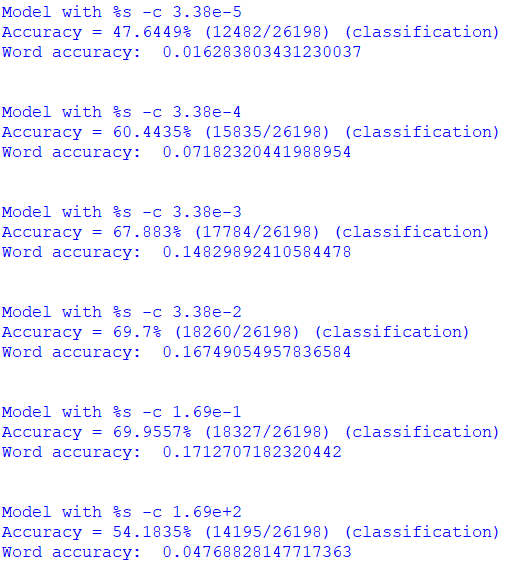 Model with %s -c 3.38e-5
Accuracy = 47.6449% (12482/26198) (classification)
Word accuracy:  0.016283803431230037
Model with %s -c 3.38e-4
Accuracy = 60.4435% (15835/26198) (classification)
Word accuracy:  0.07182320441988954
Model with %s -c 3.38e-3
Accuracy = 67.883% (17784/26198) (classification)
Word accuracy:  0.14829892410584478
Model with %s -c 3.38e-2
Accuracy = 69.7% (18260/26198) (classification)
Word accuracy:  0.16749054957836584
Model with %s -c 1.69e-1
Accuracy = 69.9557% (18327/26198) (classification)
Word accuracy:  0.1712707182320442
Model with %s -c 1.69e+2
Accuracy = 54.1835% (14195/26198) (classification)
Word accuracy:  0.04768828147717363